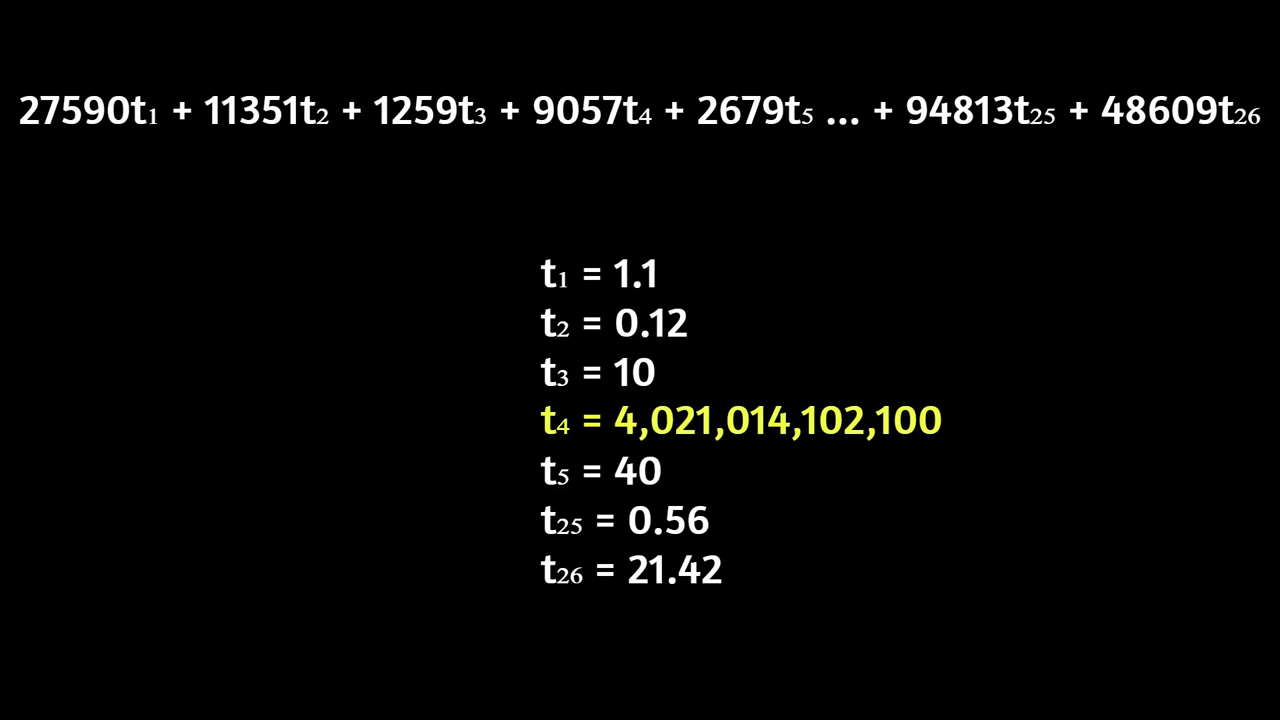 27590t₁ + 11351t₂ + 1259t₃ + 9057t₄ + 2679t₅ ... + 94813t₂₅ + 48609t₂₆
t₁ = 1.1
t₂ = 0.12
t₃ = 10
t₄ = 4,021,014,102,100
t₅ = 40
t₂₅ = 0.56
t₂₆ = 21.42